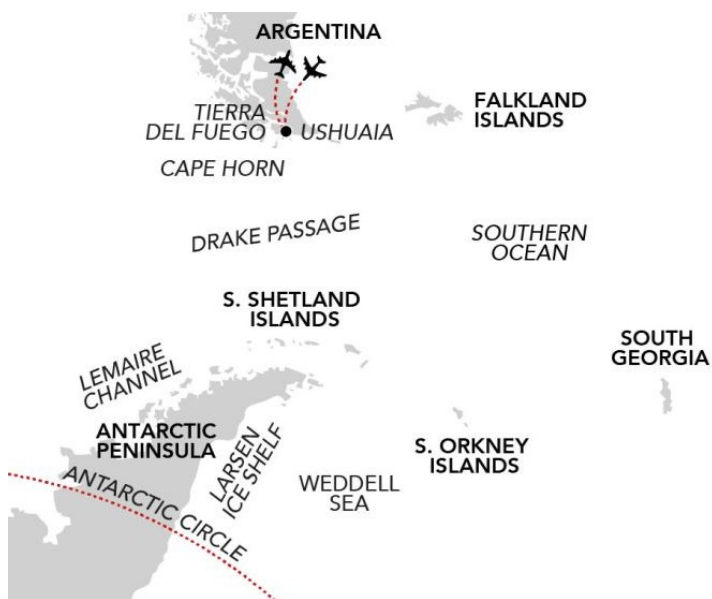 ARGENTINA
TIERRA
DEL FUEGO
USHUAIA
FALKLAND
ISLANDS
CAPE HORN
DRAKE PASSAGE
SOUTHERN
OCEAN
S. SHETLAND
ISLANDS
SOUTH
GEORGIA
LEMAIRE
CHANNEL
ANTARCTIC
PENINSULA
LARSEN
ICE SHELF
S. ORKNEY
ISLANDS
WEDDELL
SEA
ANTARCTIC CIRCLE